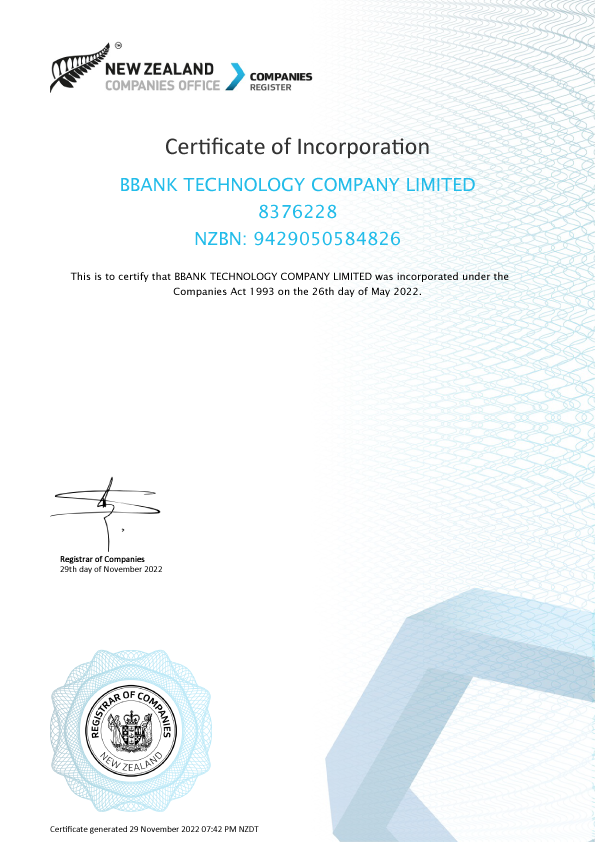 NEW ZEALAND
COMPANIES OFFICE
COMPANIES
REGISTER
Certificate of Incorporation
BBANK TECHNOLOGY COMPANY LIMITED
8376228
NZBN: 9429050584826
This is to certify that BBANK TECHNOLOGY COMPANY LIMITED was incorporated under the
Companies Act 1993 on the 26th day of May 2022.
Registrar of Companies
29th day of November 2022
REGISTRAR OF COMPANIES
NEW ZEALAND
Certificate generated 29 November 2022 07:42 PM NZDT